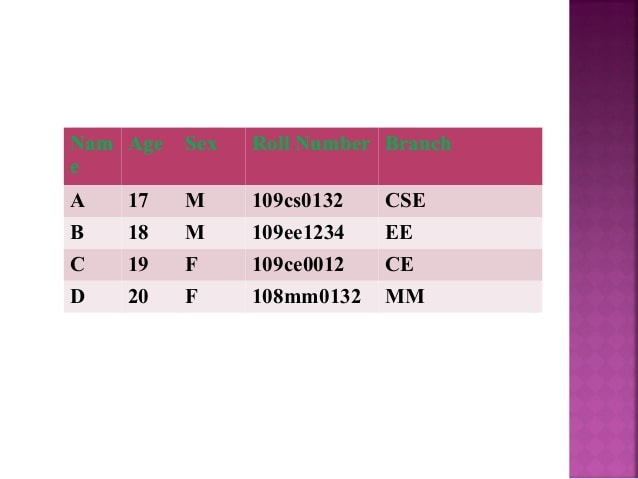 Nam Age Sex Roll Number Branch
e
A 17 M 109cs0132 CSE
B 18 M 109ee1234 EE
C 19 F 109ce0012 CE
D 20 F 108mm0132 MM